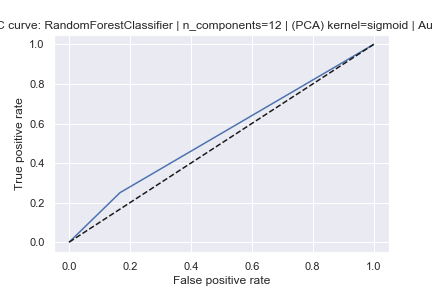 C curve: RandomForestClassifier | n_components=12 | (PCA) kernel=sigmoid | Au
1.0
0.8
0.6
0.4
0.2
0.0
True positive rate
0.0 0.2 0.4 0.6 0.8 1.0
False positive rate